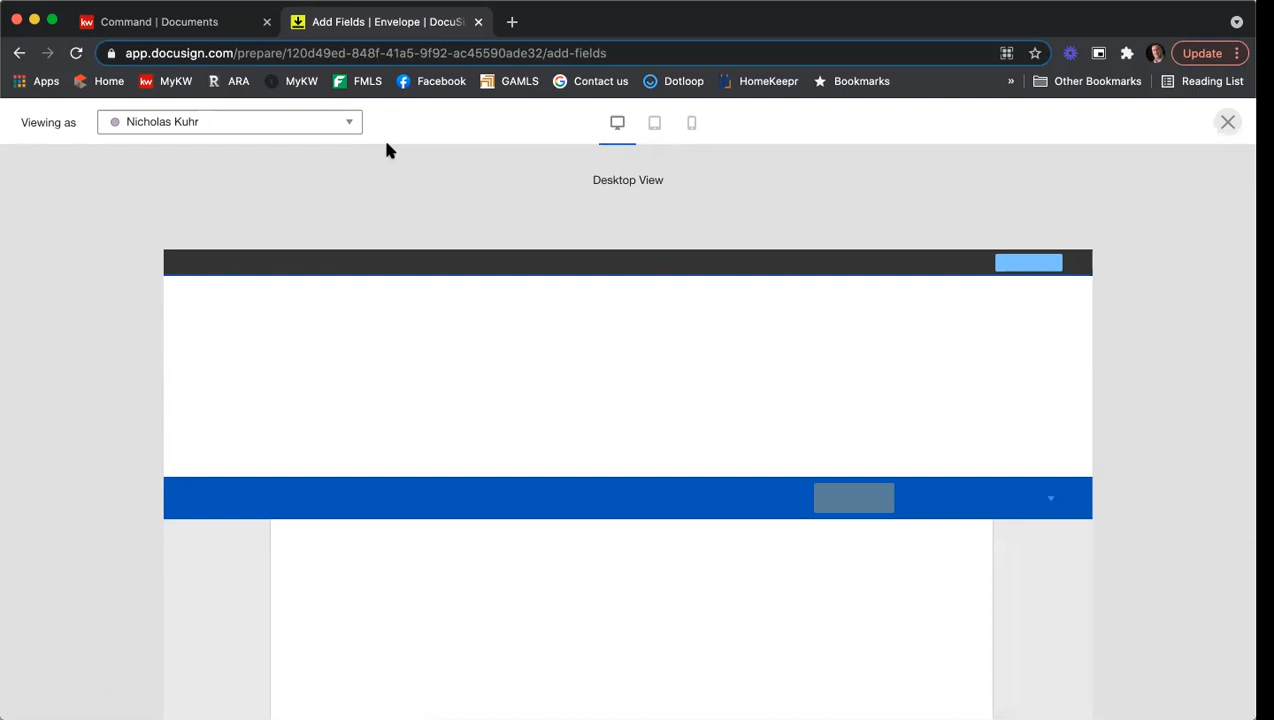 Command | Documents
Add Fields | Envelope | DocuSi
app.docusign.com/prepare/120d49ed-848f-41a5-9f92-ac45590ade32/add-fields
Update
Apps
Home
kw MyKW
R ARA
MyKW
FMLS
Facebook
GAMLS
Contact us
Dotloop
HomeKeepr
Bookmarks
»
Other Bookmarks
Reading List
Viewing as
Nicholas Kuhr
Desktop View